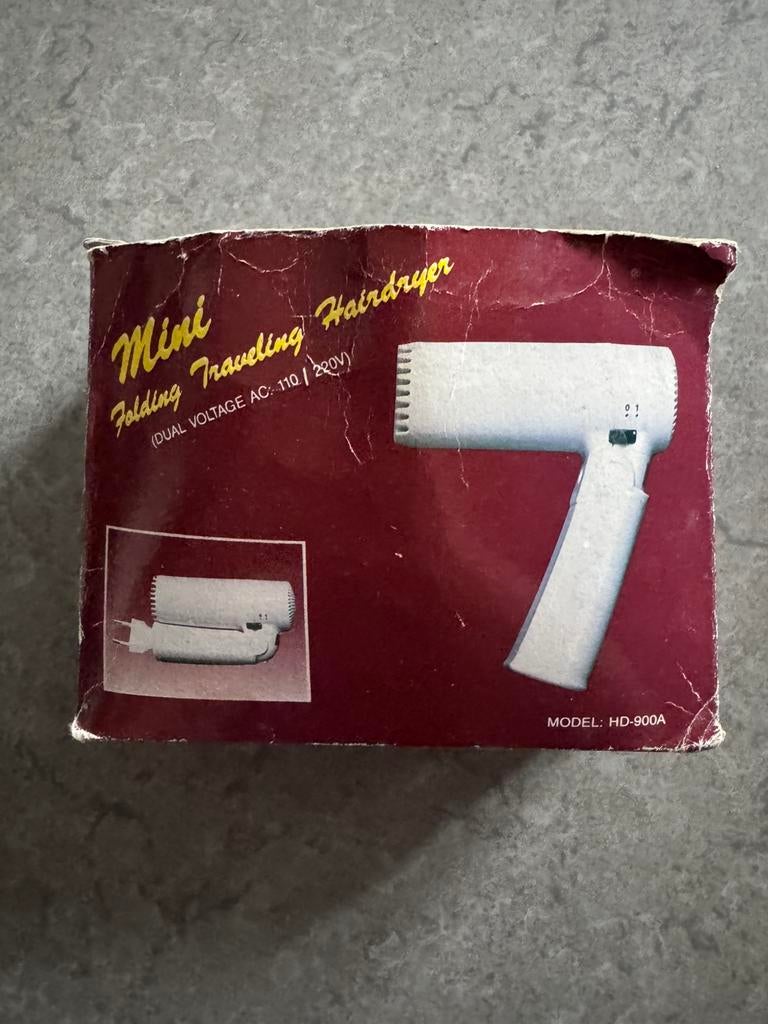 Mini
Folding Traveling Hairdryer
(DUAL VOLTAGE AC: 110 / 220V)
0 1
MODEL: HD-900A